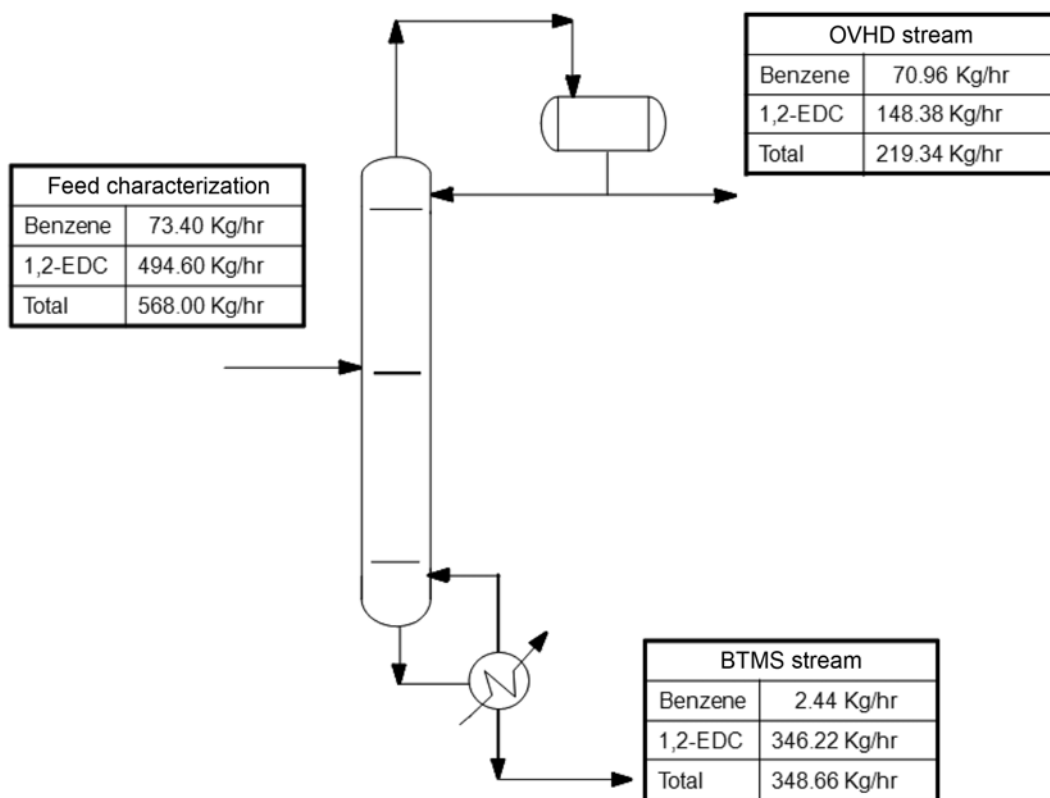 OVHD stream
Benzene 70.96 Kg/hr
1,2-EDC 148.38 Kg/hr
Total 219.34 Kg/hr
Feed characterization
Benzene 73.40 Kg/hr
1,2-EDC 494.60 Kg/hr
Total 568.00 Kg/hr
BTMS stream
Benzene 2.44 Kg/hr
1,2-EDC 346.22 Kg/hr
Total 348.66 Kg/hr